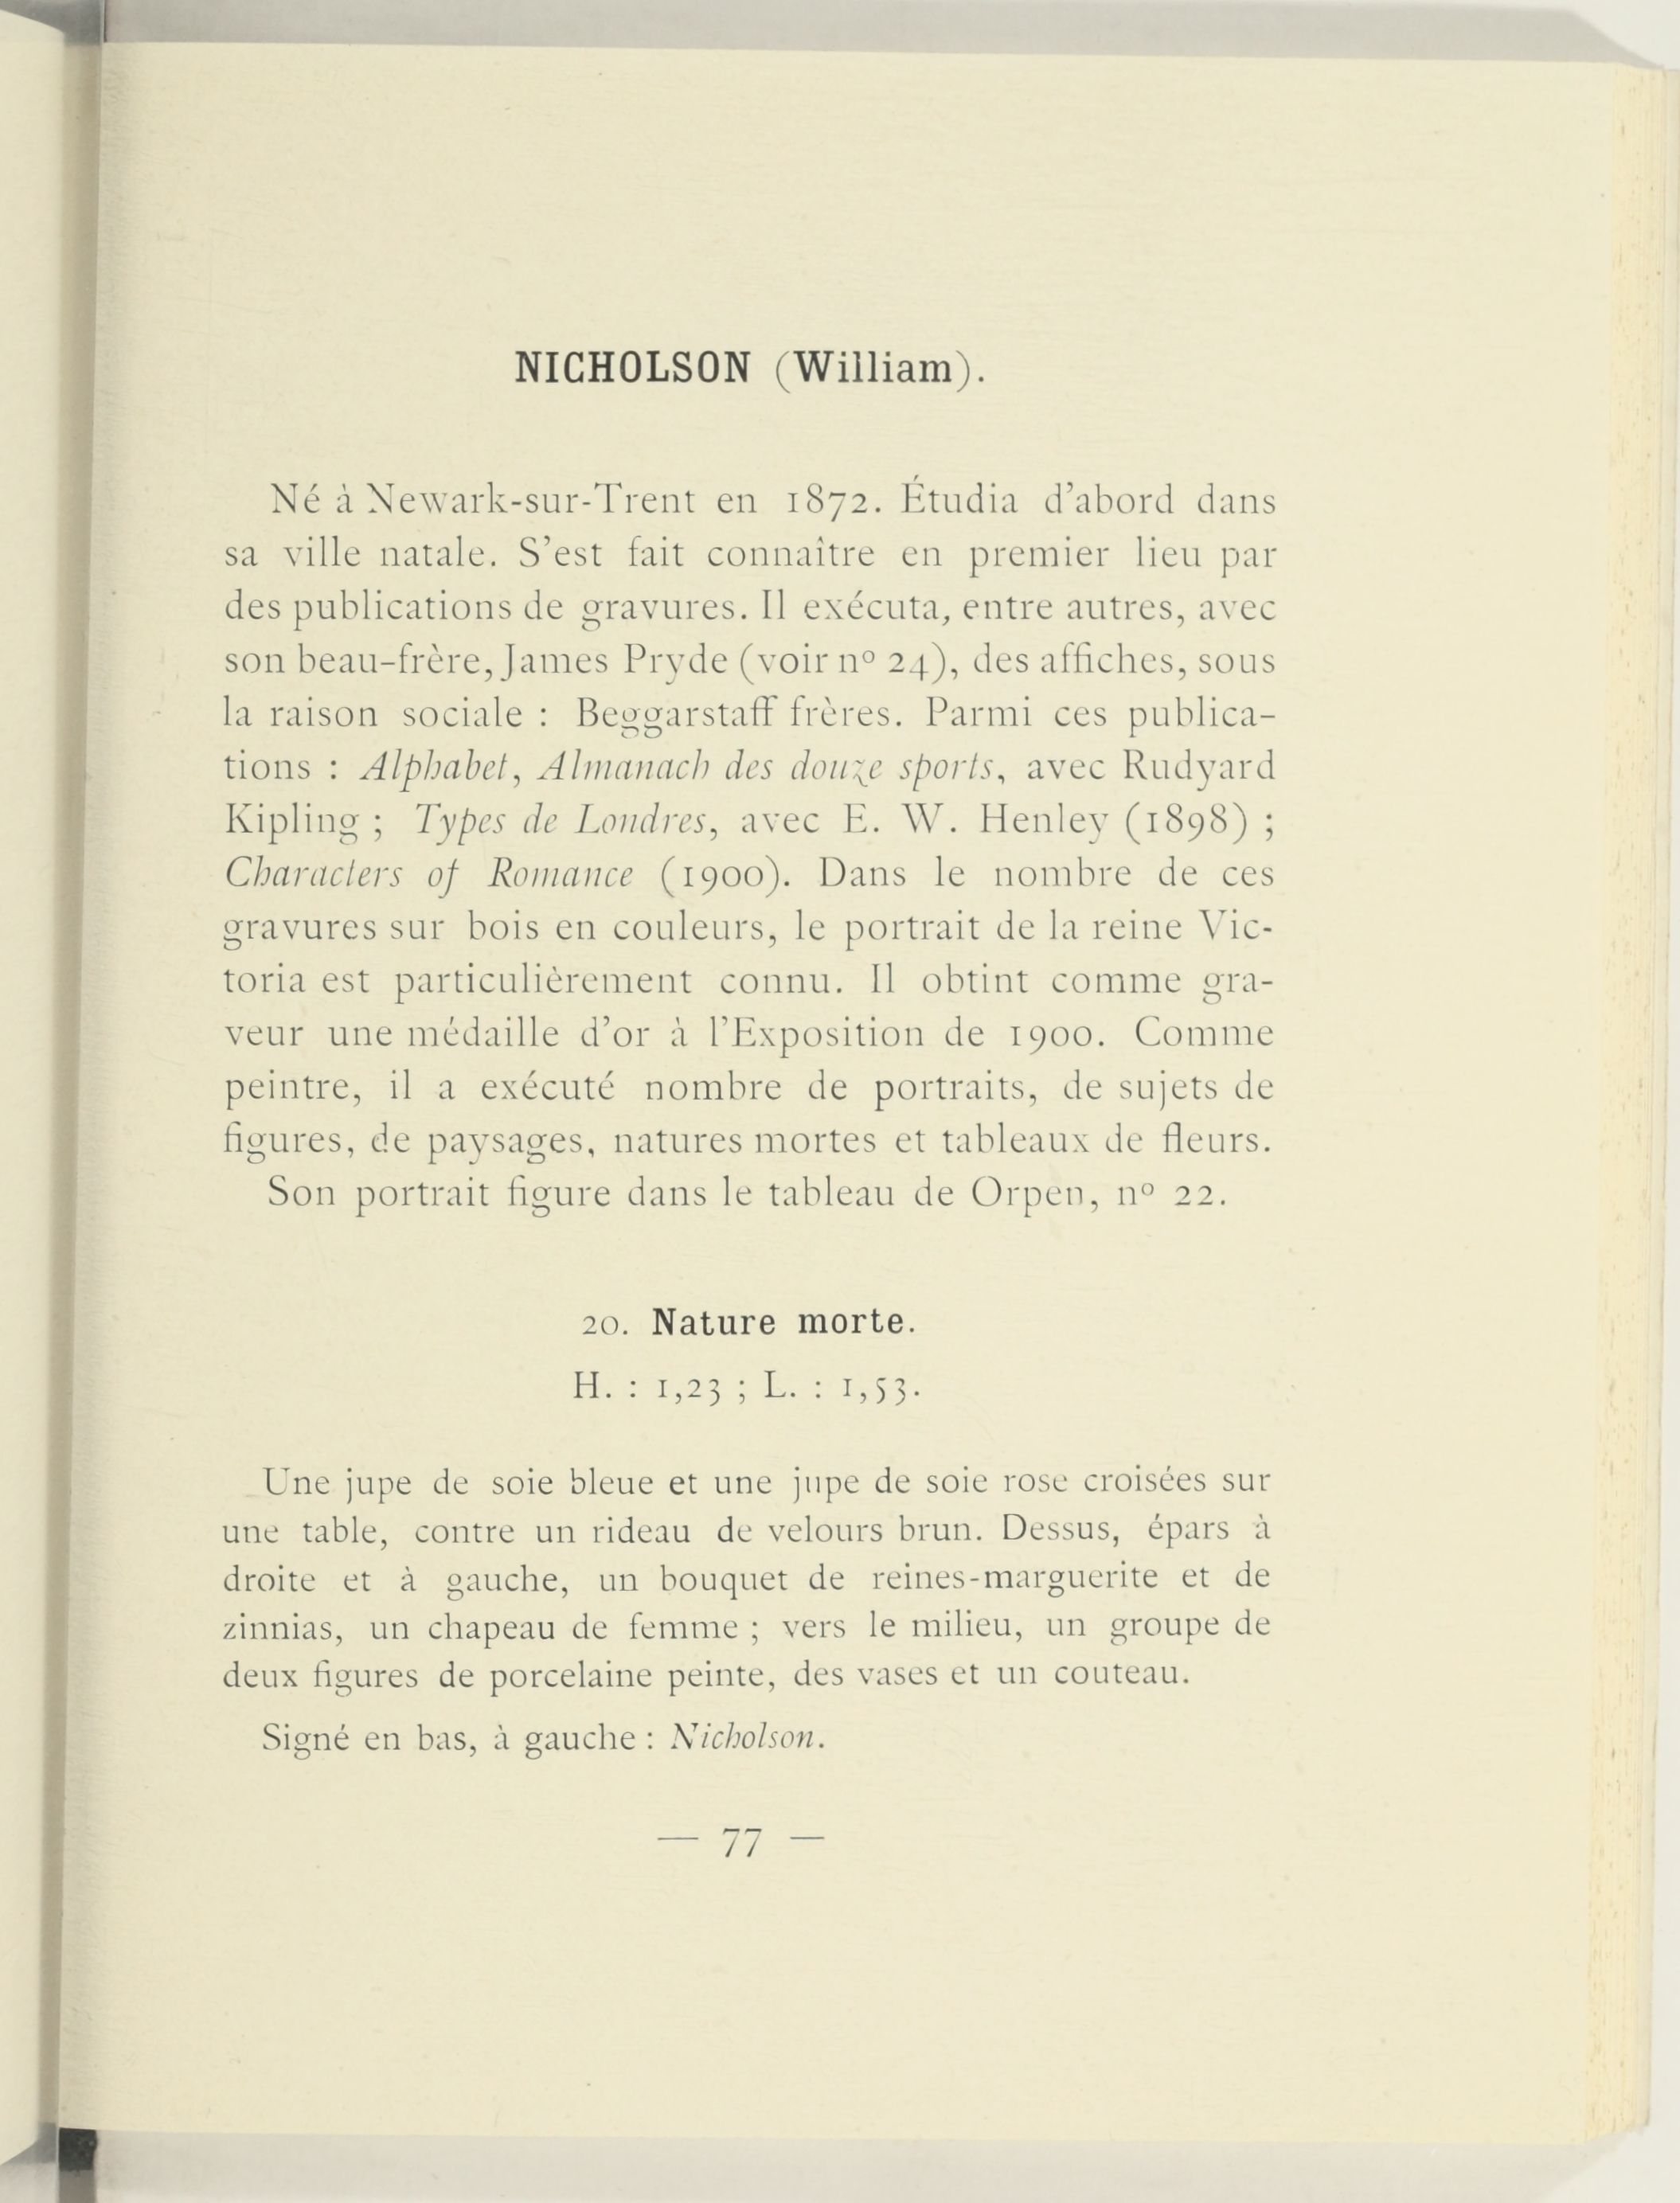 NICHOLSON (William).
Né à Newark-sur-Trent en 1872. Étudia d'abord dans
sa ville natale. S'est fait connaître en premier lieu par
des publications de gravures. Il exécuta, entre autres, avec
son beau-frère, James Pryde (voir nº 24), des affiches, sous
la raison sociale : Beggarstaff frères. Parmi ces publica-
tions : Alphabet, Almanach des douze sports, avec Rudyard
Kipling ; Types de Londres, avec E. W. Henley (1898) ;
Characters of Romance (1900). Dans le nombre de ces
gravures sur bois en couleurs, le portrait de la reine Vic-
toria est particulièrement connu. Il obtint comme gra-
veur une médaille d'or à l'Exposition de 1900. Comme
peintre, il a exécuté nombre de portraits, de sujets de
figures, de paysages, natures mortes et tableaux de fleurs.
Son portrait figure dans le tableau de Orpen, nº 22.
20. Nature morte.
H. : 1,23 ; L. : 1,53.
Une jupe de soie bleue et une jupe de soie rose croisées sur
une table, contre un rideau de velours brun. Dessus, épars à
droite et à gauche, un bouquet de reines-marguerite et de
zinnias, un chapeau de femme ; vers le milieu, un groupe de
deux figures de porcelaine peinte, des vases et un couteau.
Signé en bas, à gauche : Nicholson.
— 77 —